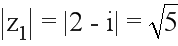 |z₁| = |2 - i| = √5